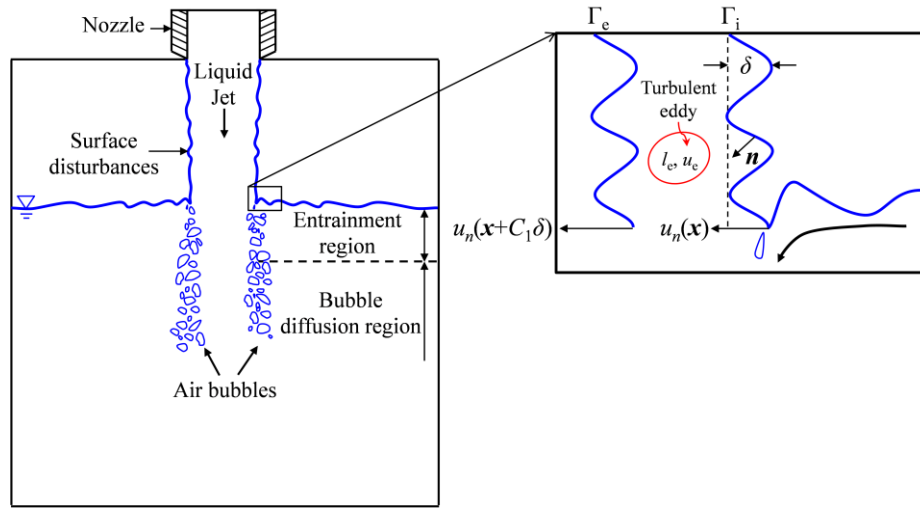 Nozzle
Liquid
Jet
Surface
disturbances
Entrainment
region
Bubble
diffusion region
Air bubbles
Γe
Γi
δ
Turbulent
eddy
le, ue
n
un(x+C1δ)
un(x)